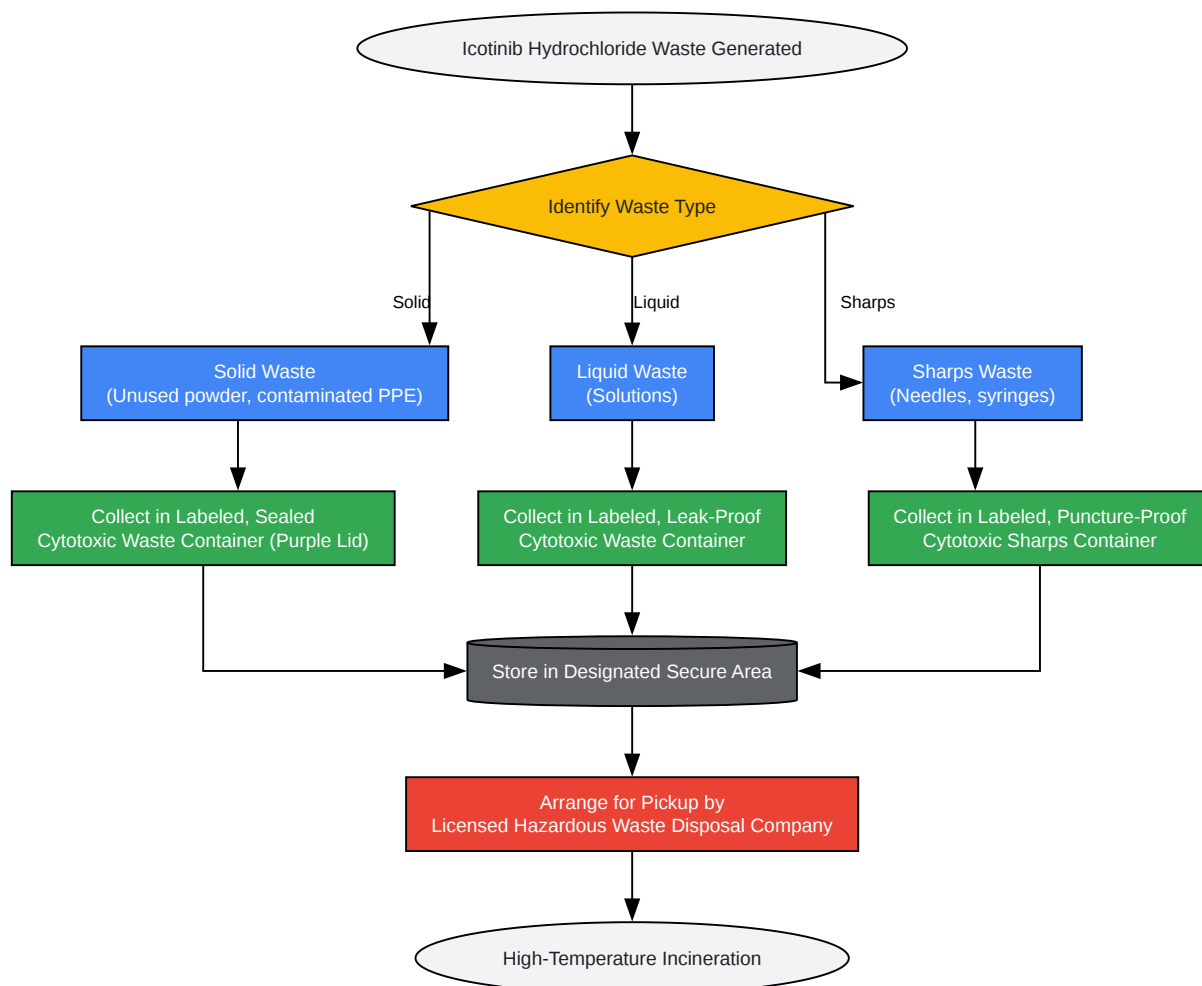 Icotinib Hydrochloride Waste Generated
Identify Waste Type
Solid
Liquid
Sharps
Solid Waste
(Unused powder, contaminated PPE)
Liquid Waste
(Solutions)
Sharps Waste
(Needles, syringes)
Collect in Labeled, Sealed
Cytotoxic Waste Container (Purple Lid)
Collect in Labeled, Leak-Proof
Cytotoxic Waste Container
Collect in Labeled, Puncture-Proof
Cytotoxic Sharps Container
Store in Designated Secure Area
Arrange for Pickup by
Licensed Hazardous Waste Disposal Company
High-Temperature Incineration